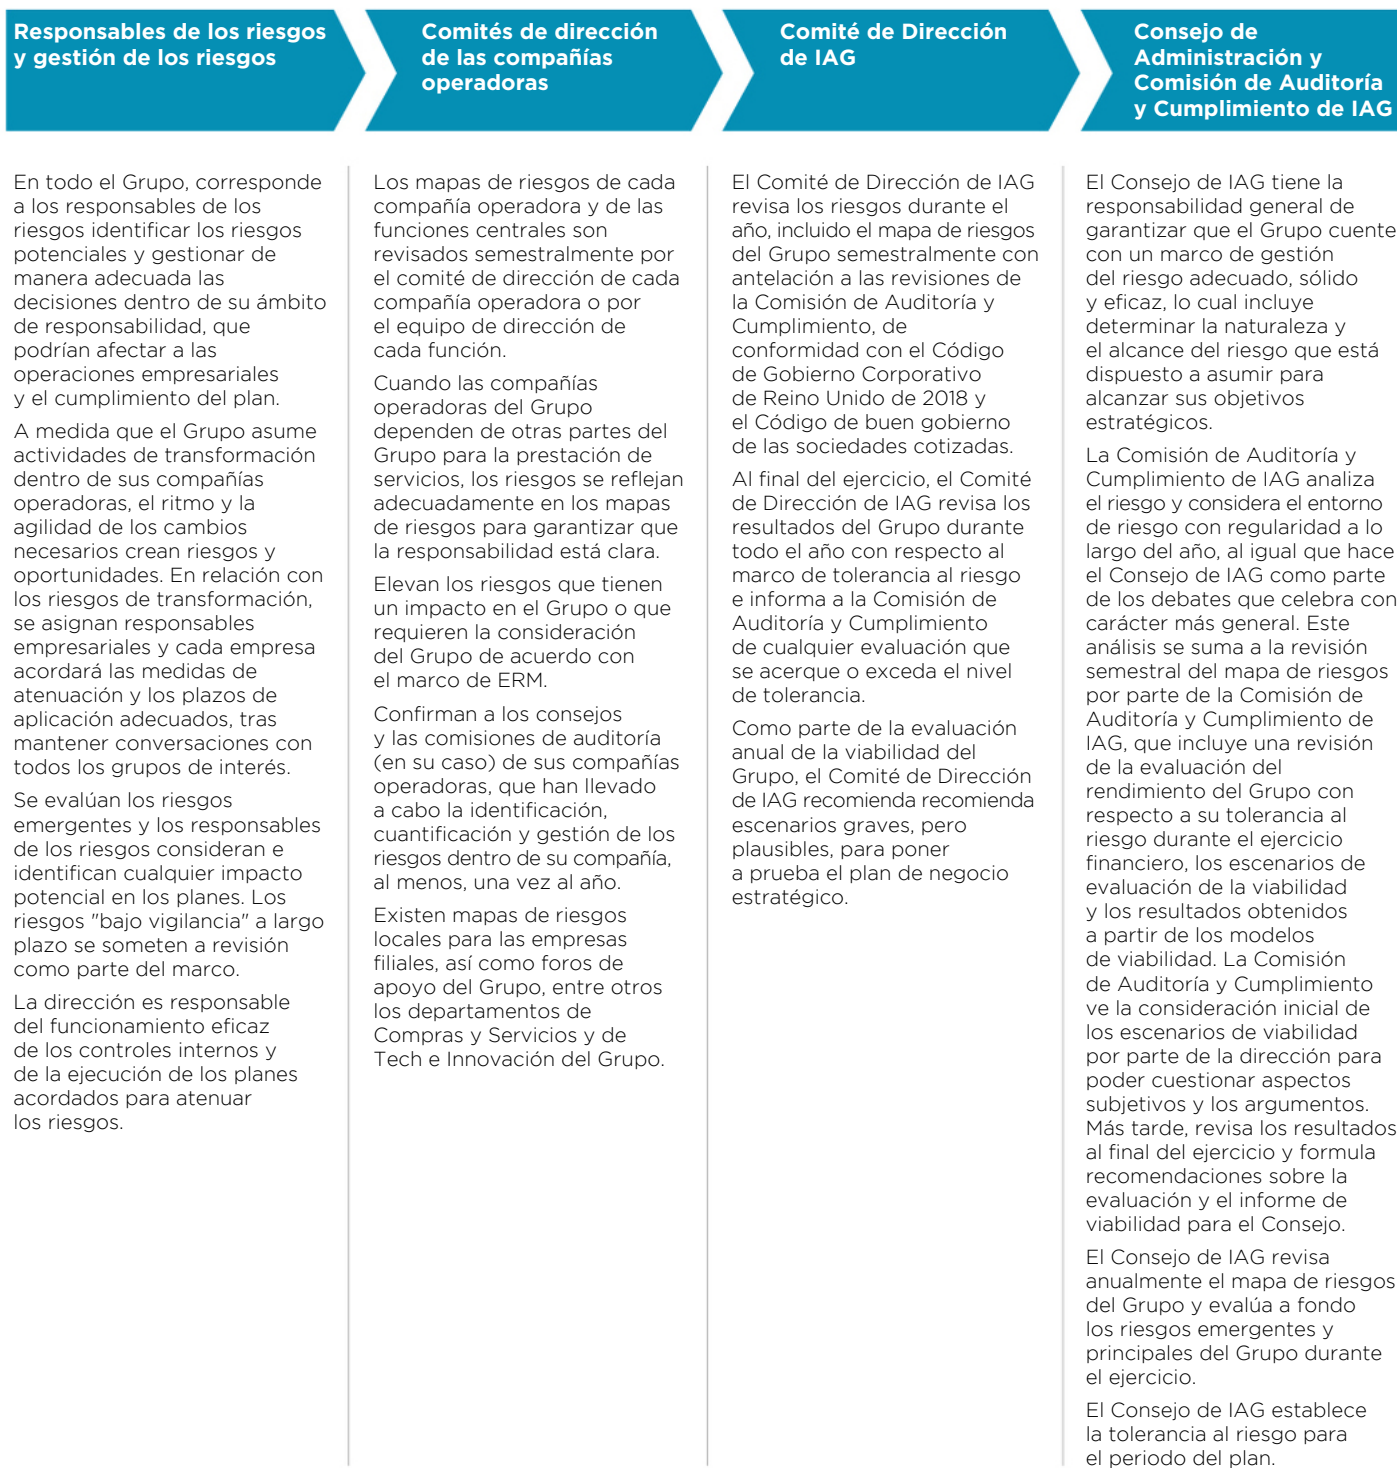 Responsables de los riesgos
y gestión de los riesgos
En todo el Grupo, corresponde
a los responsables de los
riesgos identificar los riesgos
potenciales y gestionar de
manera adecuada las
decisiones dentro de su ámbito
de responsabilidad, que
podrían afectar a las
operaciones empresariales
y el cumplimiento del plan.
A medida que el Grupo asume
actividades de transformación
dentro de sus compañías
operadoras, el ritmo y la
agilidad de los cambios
necesarios crean riesgos y
oportunidades. En relación con
los riesgos de transformación,
se asignan responsables
empresariales y cada empresa
acordará las medidas de
atenuación y los plazos de
aplicación adecuados, tras
mantener conversaciones con
todos los grupos de interés.
Se evalúan los riesgos
emergentes y los responsables
de los riesgos consideran e
identifican cualquier impacto
potencial en los planes. Los
riesgos "bajo vigilancia" a largo
plazo se someten a revisión
como parte del marco.
La dirección es responsable
del funcionamiento eficaz
de los controles internos y
de la ejecución de los planes
acordados para atenuar
los riesgos.
Comités de dirección
de las compañías
operadoras
Los mapas de riesgos de cada
compañía operadora y de las
funciones centrales son
revisados semestralmente por
el comité de dirección de cada
compañía operadora o por
el equipo de dirección de
cada función.
Cuando las compañías
operadoras del Grupo
dependen de otras partes del
Grupo para la prestación de
servicios, los riesgos se reflejan
adecuadamente en los mapas
de riesgos para garantizar que
la responsabilidad está clara.
Elevan los riesgos que tienen
un impacto en el Grupo o que
requieren la consideración
del Grupo de acuerdo con
el marco de ERM.
Confirman a los consejos
y las comisiones de auditoría
(en su caso) de sus compañías
operadoras, que han llevado
a cabo la identificación,
cuantificación y gestión de los
riesgos dentro de su compañía,
al menos, una vez al año.
Existen mapas de riesgos
locales para las empresas
filiales, así como foros de
apoyo del Grupo, entre otros
los departamentos de
Compras y Servicios y de
Tech e Innovación del Grupo.
Comité de Dirección
de IAG
El Comité de Dirección de IAG
revisa los riesgos durante el
año, incluido el mapa de riesgos
del Grupo semestralmente con
antelación a las revisiones de
la Comisión de Auditoría y
Cumplimiento, de
conformidad con el Código
de Gobierno Corporativo
de Reino Unido de 2018 y
el Código de buen gobierno
de las sociedades cotizadas.
Al final del ejercicio, el Comité
de Dirección de IAG revisa los
resultados del Grupo durante
todo el año con respecto al
marco de tolerancia al riesgo
e informa a la Comisión de
Auditoría y Cumplimiento
de cualquier evaluación que
se acerque o exceda el nivel
de tolerancia.
Como parte de la evaluación
anual de la viabilidad del
Grupo, el Comité de Dirección
de IAG recomienda recomienda
escenarios graves, pero
plausibles, para poner
a prueba el plan de negocio
estratégico.
Consejo de
Administración y
Comisión de Auditoría
y Cumplimiento de IAG
El Consejo de IAG tiene la
responsabilidad general de
garantizar que el Grupo cuente
con un marco de gestión
del riesgo adecuado, sólido
y eficaz, lo cual incluye
determinar la naturaleza y
el alcance del riesgo que está
dispuesto a asumir para
alcanzar sus objetivos
estratégicos.
La Comisión de Auditoría y
Cumplimiento de IAG analiza
el riesgo y considera el entorno
de riesgo con regularidad a lo
largo del año, al igual que hace
el Consejo de IAG como parte
de los debates que celebra con
carácter más general. Este
análisis se suma a la revisión
semestral del mapa de riesgos
por parte de la Comisión de
Auditoría y Cumplimiento de
IAG, que incluye una revisión
de la evaluación del
rendimiento del Grupo con
respecto a su tolerancia al
riesgo durante el ejercicio
financiero, los escenarios de
evaluación de la viabilidad
y los resultados obtenidos
a partir de los modelos
de viabilidad. La Comisión
de Auditoría y Cumplimiento
ve la consideración inicial de
los escenarios de viabilidad
por parte de la dirección para
poder cuestionar aspectos
subjetivos y los argumentos.
Más tarde, revisa los resultados
al final del ejercicio y formula
recomendaciones sobre la
evaluación y el informe de
viabilidad para el Consejo.
El Consejo de IAG revisa
anualmente el mapa de riesgos
del Grupo y evalúa a fondo
los riesgos emergentes y
principales del Grupo durante
el ejercicio.
El Consejo de IAG establece
la tolerancia al riesgo para
el periodo del plan.